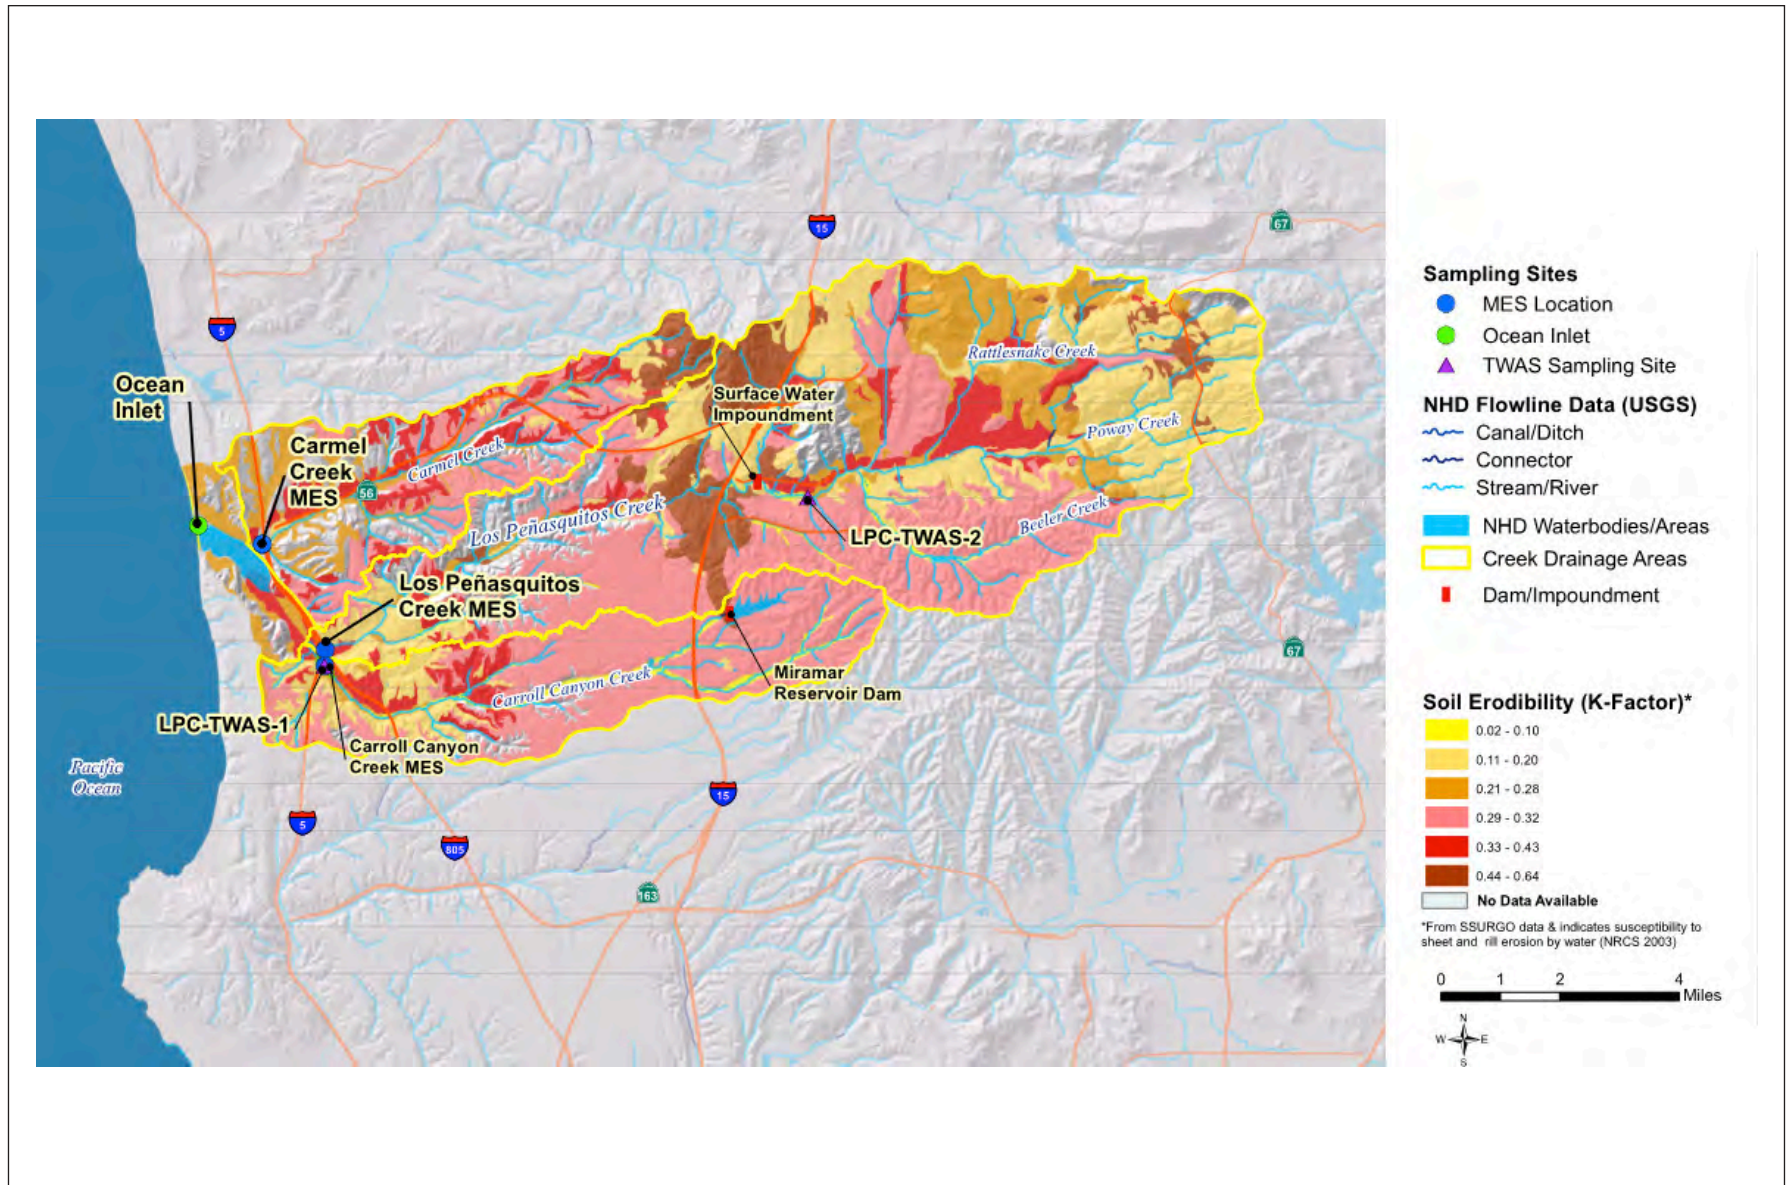 15
67
5
Rattlesnake Creek
Ocean
Inlet
Surface Water
Impoundment
Poway Creek
Carmel
Creek
MES
Carmel Creek
56
Los Peñasquitos Creek
Beeler Creek
LPC-TWAS-2
Los Peñasquitos
Creek MES
67
Miramar
Reservoir Dam
Carroll Canyon Creek
LPC-TWAS-1
Carroll Canyon
Creek MES
Pacific
Ocean
15
5
805
163
Sampling Sites
MES Location
Ocean Inlet
TWAS Sampling Site
NHD Flowline Data (USGS)
Canal/Ditch
Connector
Stream/River
NHD Waterbodies/Areas
Creek Drainage Areas
Dam/Impoundment
Soil Erodibility (K-Factor)*
0.02 - 0.10
0.11 - 0.20
0.21 - 0.28
0.29 - 0.32
0.33 - 0.43
0.44 - 0.64
No Data Available
*From SSURGO data & indicates susceptibility to
sheet and rill erosion by water (NRCS 2003)
0 1 2 4
Miles
N
W E
S